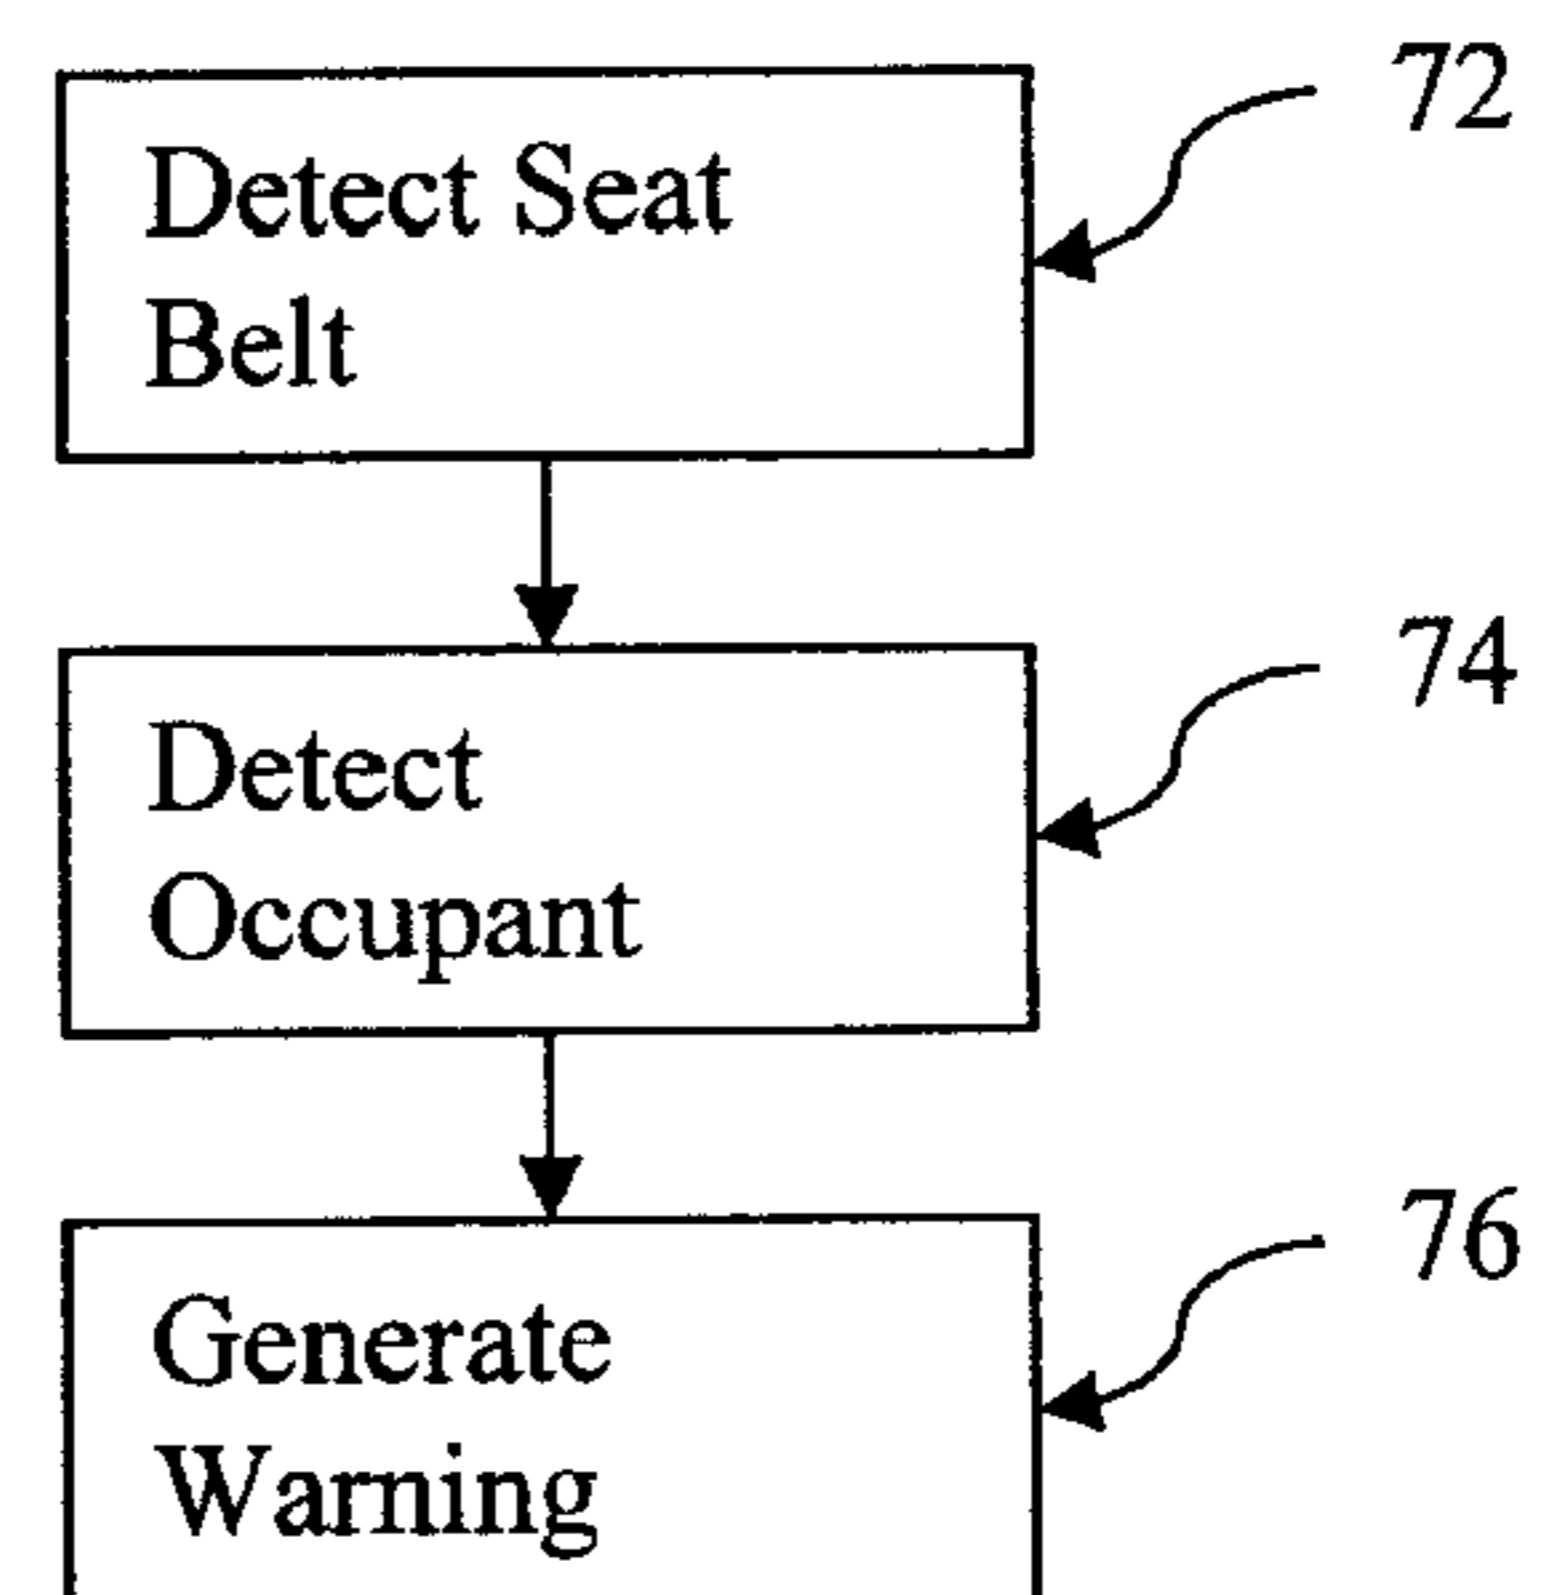 Detect Seat
Belt
72
Detect
Occupant
74
Generate
Warning
76